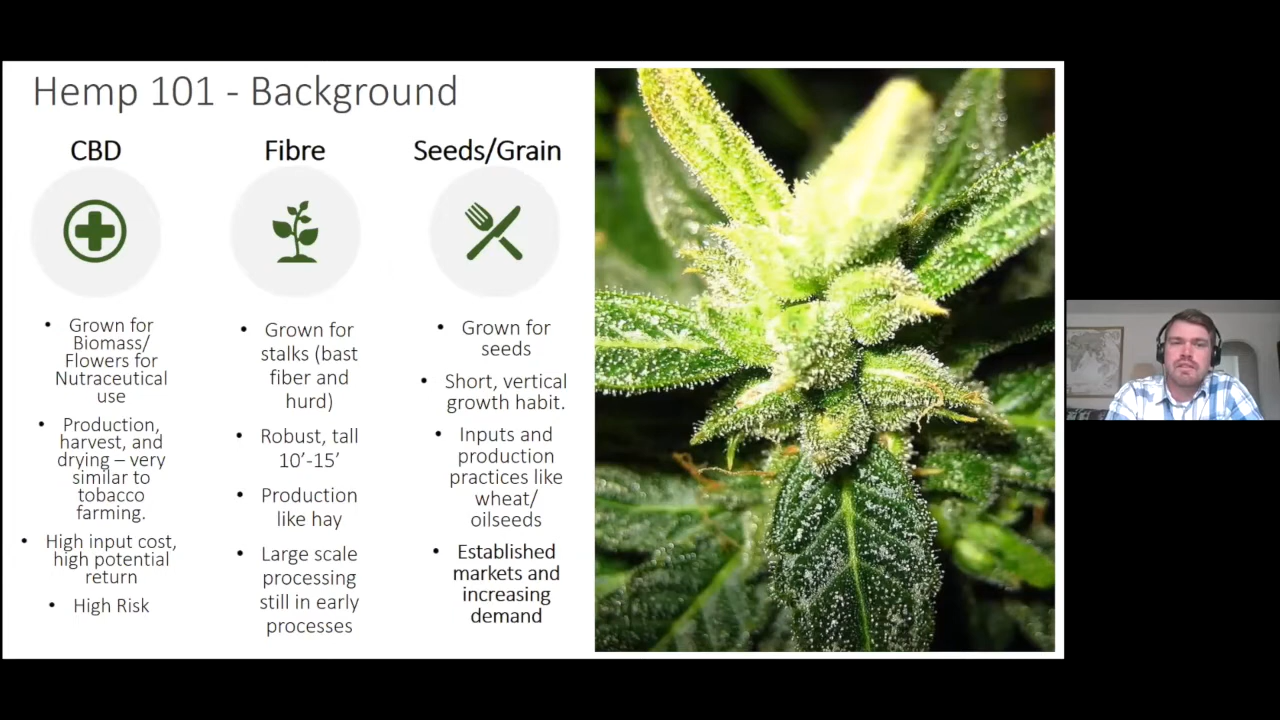 Hemp 101 - Background
CBD
• Grown for
Biomass/
Flowers for
Nutraceutical
use
• Production,
harvest, and
drying – very
similar to
tobacco
farming.
• High input cost,
high potential
return
• High Risk
Fibre
• Grown for
stalks (bast
fiber and
hurd)
• Robust, tall
10’-15’
• Production
like hay
• Large scale
processing
still in early
processes
Seeds/Grain
• Grown for
seeds
• Short, vertical
growth habit.
• Inputs and
production
practices like
wheat/
oilseeds
• Established
markets and
increasing
demand